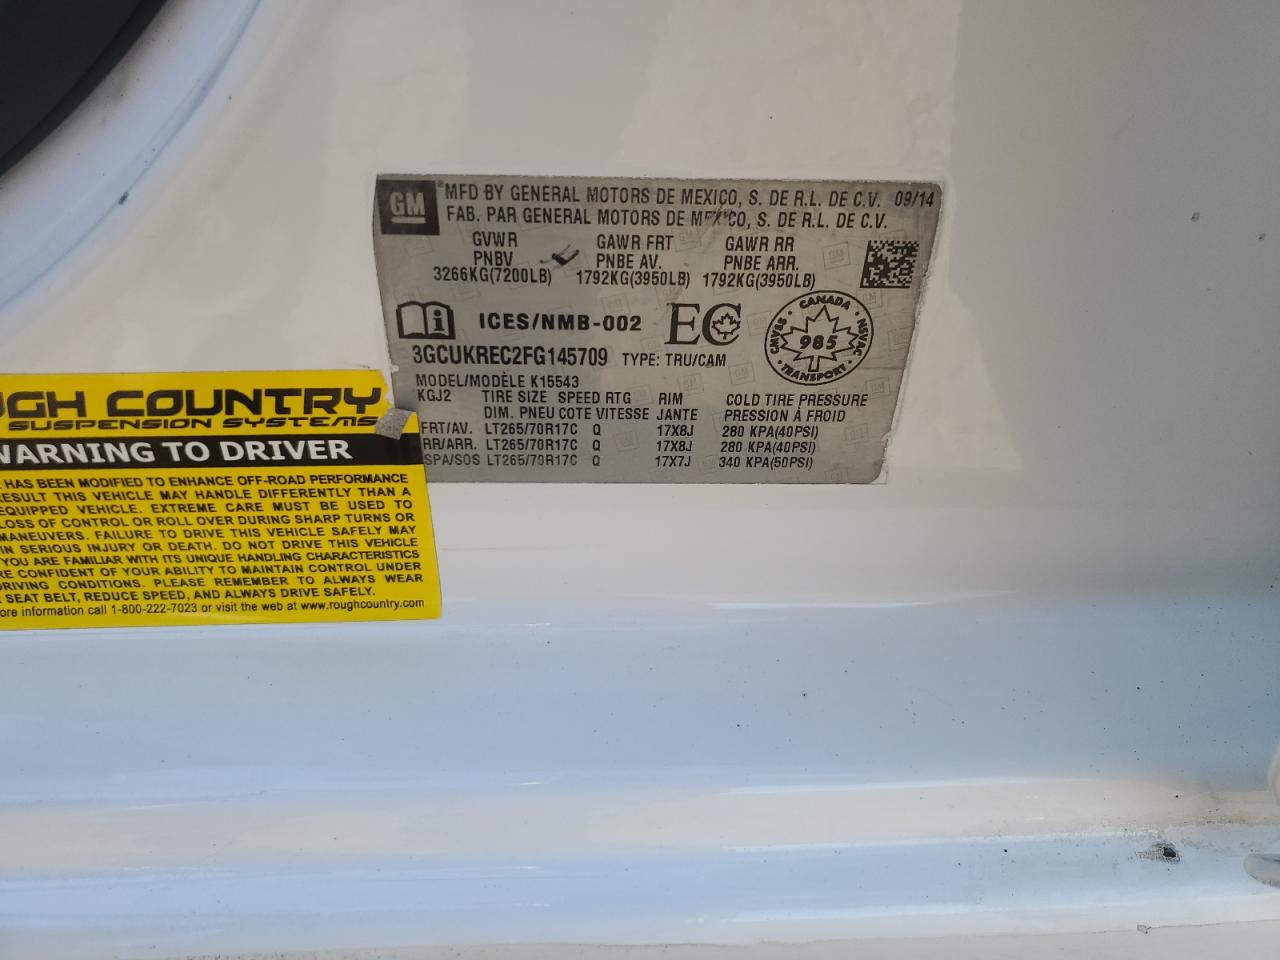 GM
MFD BY GENERAL MOTORS DE MEXICO, S. DE R.L. DE C.V. 09/14
FAB. PAR GENERAL MOTORS DE MEXICO, S. DE R.L. DE C.V.
GVWR GAWR FRT GAWR RR
PNBV PNBE AV. PNBE ARR.
3266KG(7200LB) 1792KG(3950LB) 1792KG(3950LB)
i ICES/NMB-002 EC
CANADA
CMVSS 985 NSVAC
TRANSPORT
3GCUKREC2FG145709 TYPE: TRU/CAM
MODEL/MODÈLE K15543
KGJ2 TIRE SIZE SPEED RTG RIM COLD TIRE PRESSURE
DIM. PNEU COTE VITESSE JANTE PRESSION À FROID
FRT/AV. LT265/70R17C Q 17X8J 280 KPA(40PSI)
RR/ARR. LT265/70R17C Q 17X8J 280 KPA(40PSI)
SPA/SOS LT265/70R17C Q 17X7J 340 KPA(50PSI)
UGH COUNTRY
SUSPENSION SYSTEMS
WARNING TO DRIVER
HAS BEEN MODIFIED TO ENHANCE OFF-ROAD PERFORMANCE
RESULT THIS VEHICLE MAY HANDLE DIFFERENTLY THAN A
EQUIPPED VEHICLE. EXTREME CARE MUST BE USED TO
LOSS OF CONTROL OR ROLL OVER DURING SHARP TURNS OR
MANEUVERS. FAILURE TO DRIVE THIS VEHICLE SAFELY MAY
IN SERIOUS INJURY OR DEATH. DO NOT DRIVE THIS VEHICLE
YOU ARE FAMILIAR WITH ITS UNIQUE HANDLING CHARACTERISTICS
RE CONFIDENT OF YOUR ABILITY TO MAINTAIN CONTROL UNDER
DRIVING CONDITIONS. PLEASE REMEMBER TO ALWAYS WEAR
SEAT BELT, REDUCE SPEED, AND ALWAYS DRIVE SAFELY.
ore information call 1-800-222-7023 or visit the web at www.roughcountry.com